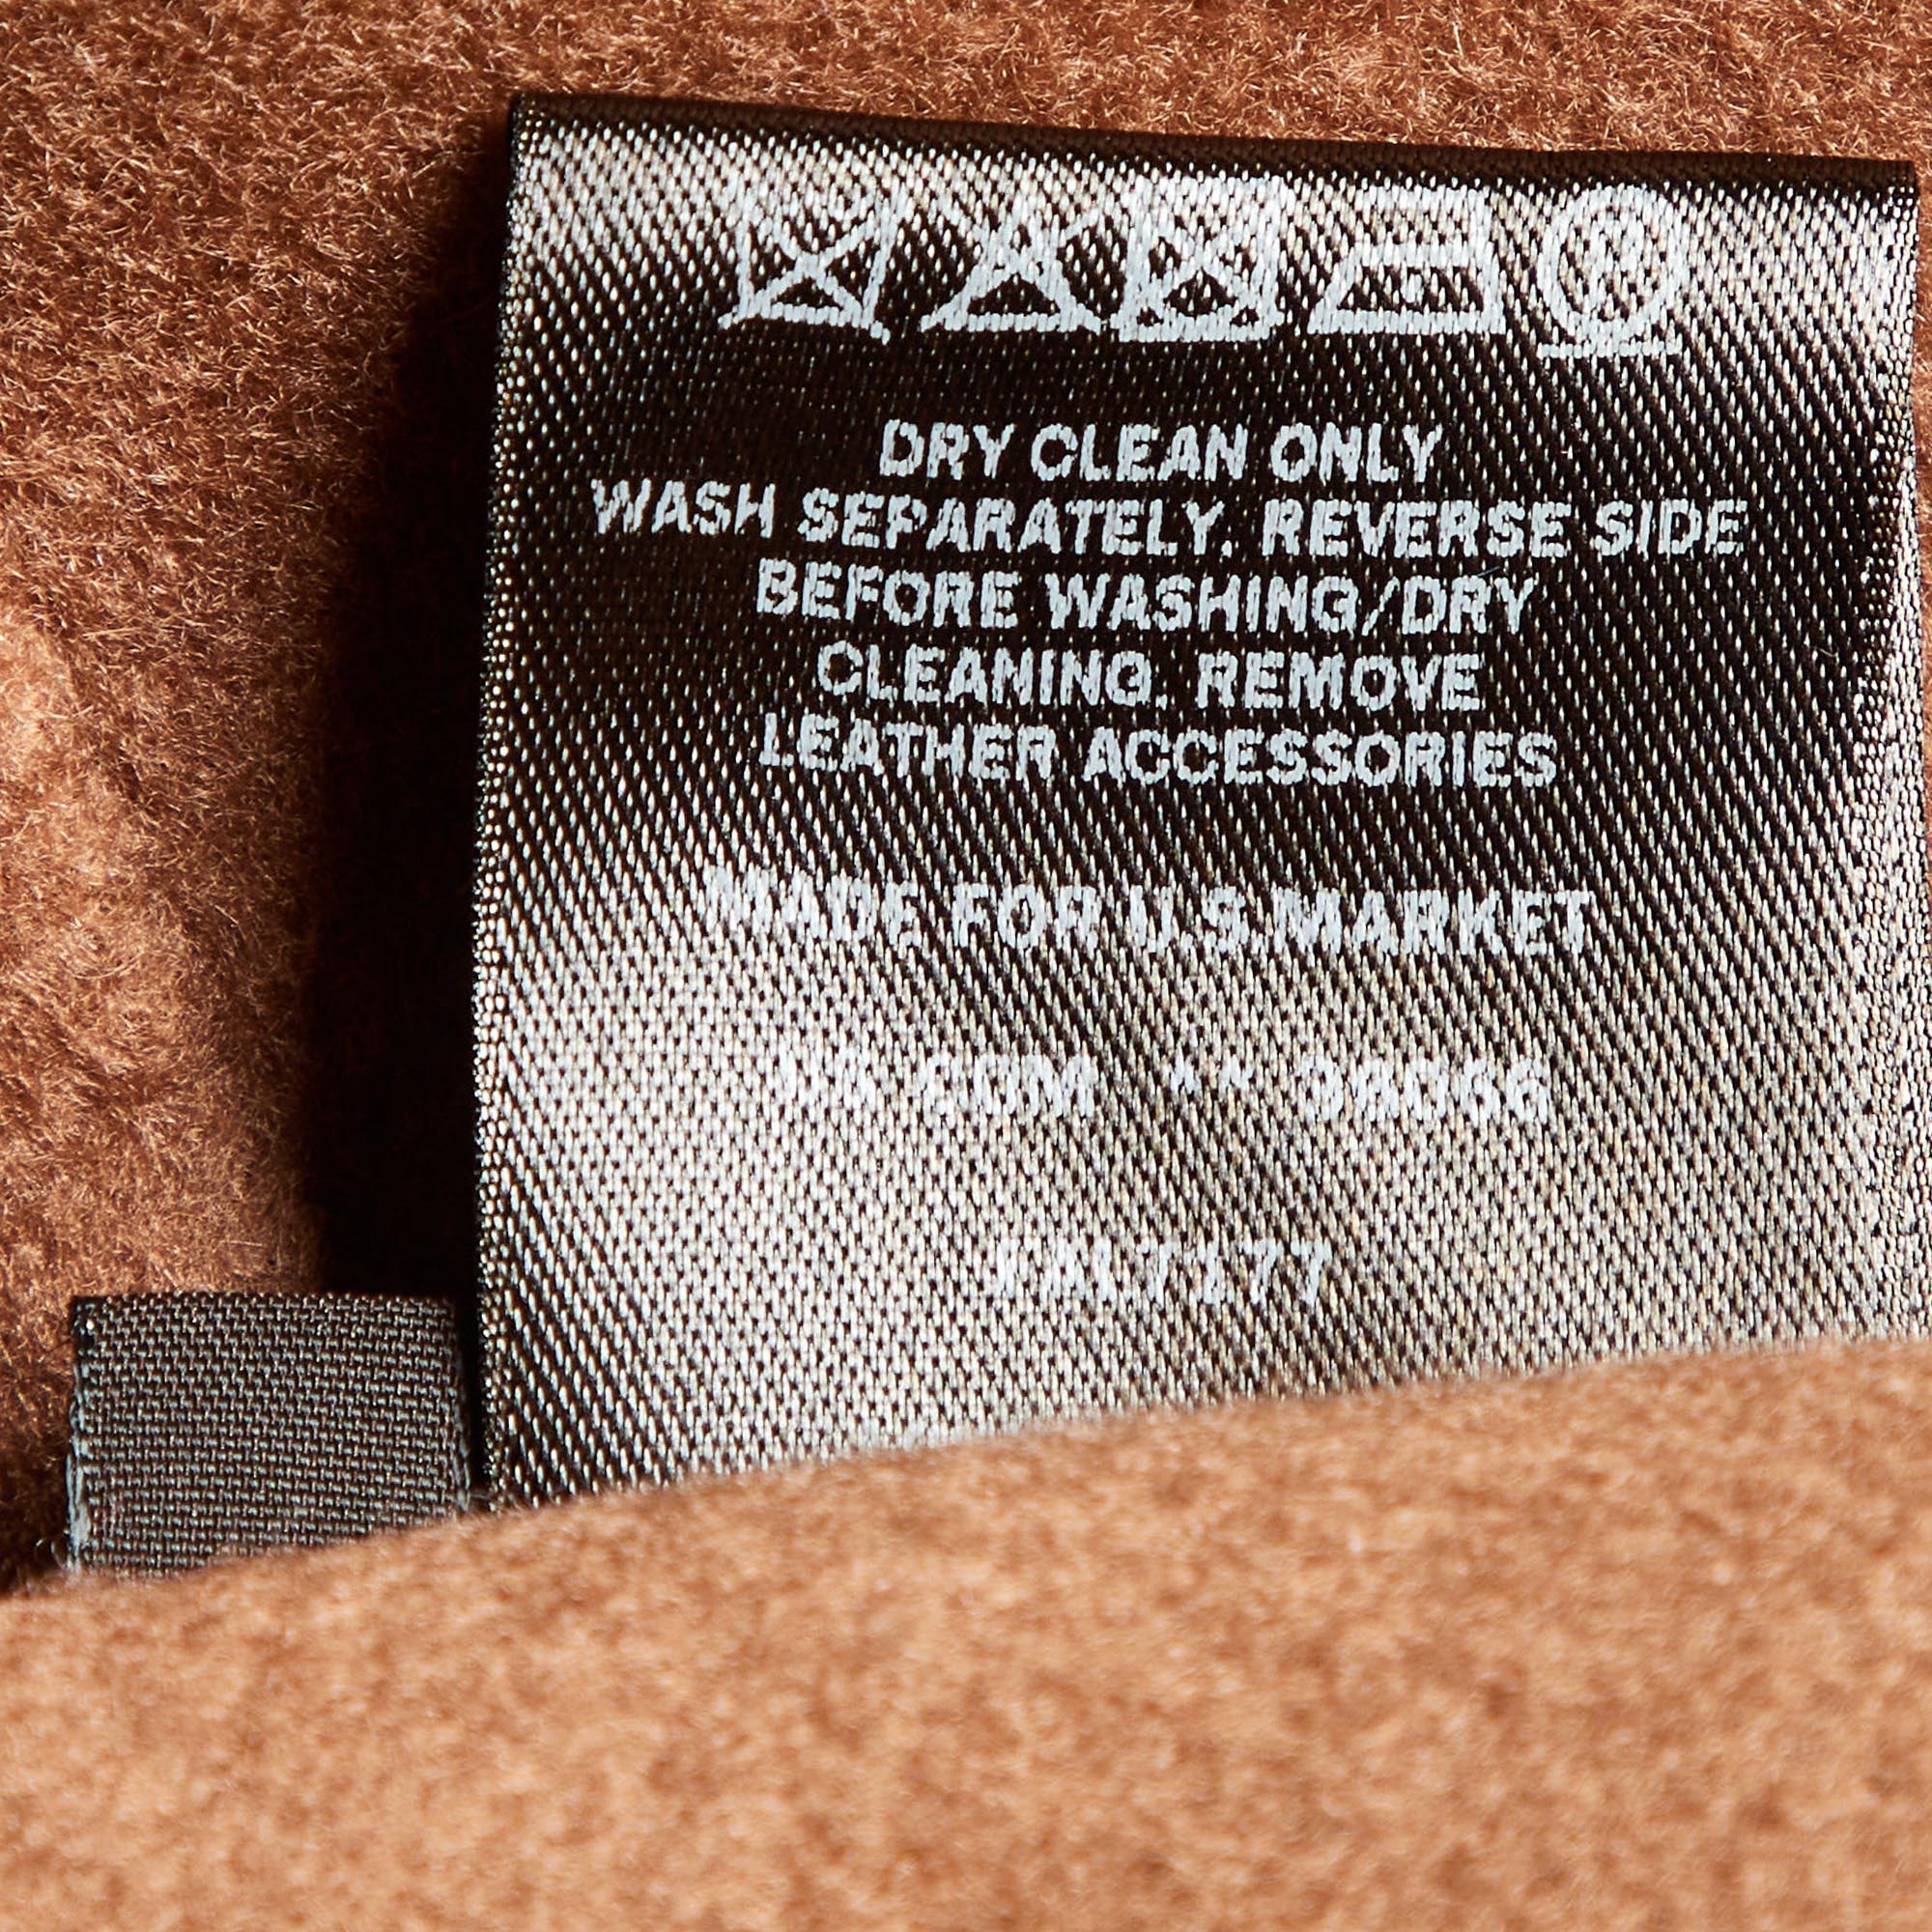 DRY CLEAN ONLY
WASH SEPARATELY. REVERSE SIDE
BEFORE WASHING/DRY
CLEANING. REMOVE
LEATHER ACCESSORIES
MADE FOR U.S.MARKET